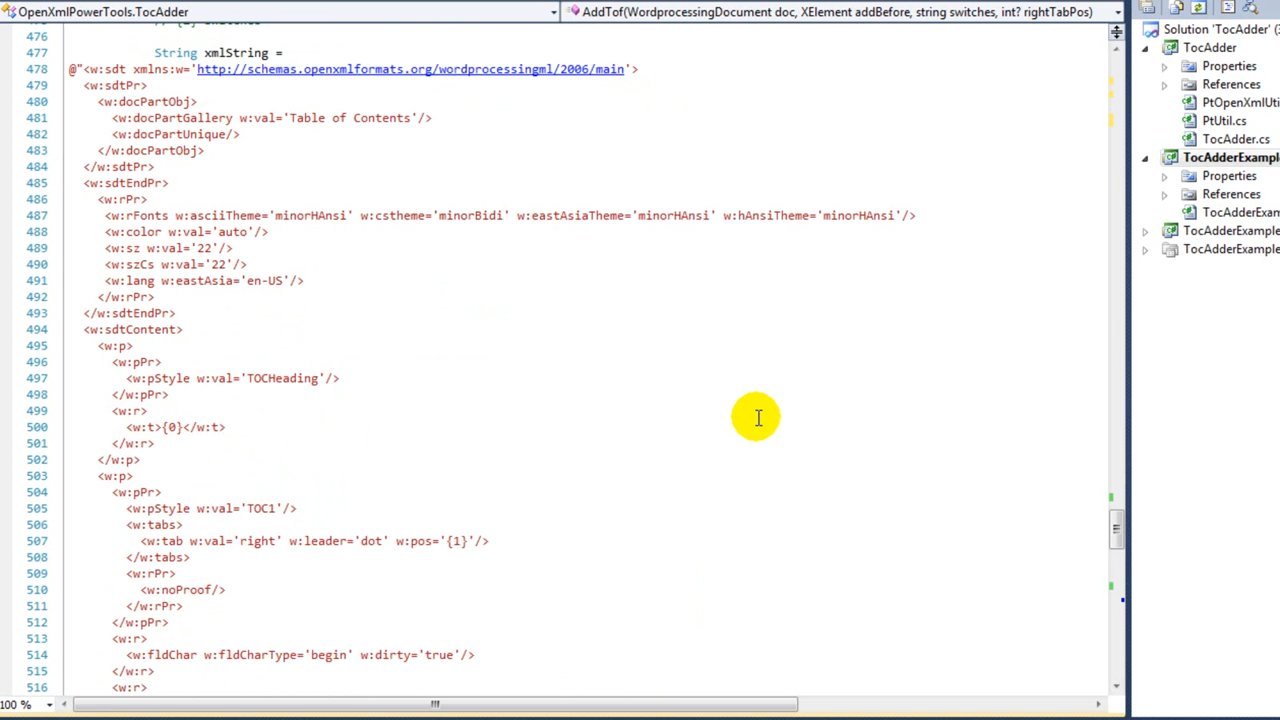 OpenXmlPowerTools.TocAdder
AddTof(WordprocessingDocument doc, XElement addBefore, string switches, int? rightTabPos)
476
477 String xmlString =
478 @"<w:sdt xmlns:w='http://schemas.openxmlformats.org/wordprocessingml/2006/main'>
479 <w:sdtPr>
480 <w:docPartObj>
481 <w:docPartGallery w:val='Table of Contents'/>
482 <w:docPartUnique/>
483 </w:docPartObj>
484 </w:sdtPr>
485 <w:sdtEndPr>
486 <w:rPr>
487 <w:rFonts w:asciiTheme='minorHAnsi' w:cstheme='minorBidi' w:eastAsiaTheme='minorHAnsi' w:hAnsiTheme='minorHAnsi'/>
488 <w:color w:val='auto'/>
489 <w:sz w:val='22'/>
490 <w:szCs w:val='22'/>
491 <w:lang w:eastAsia='en-US'/>
492 </w:rPr>
493 </w:sdtEndPr>
494 <w:sdtContent>
495 <w:p>
496 <w:pPr>
497 <w:pStyle w:val='TOCHeading'/>
498 </w:pPr>
499 <w:r>
500 <w:t>{0}</w:t>
501 </w:r>
502 </w:p>
503 <w:p>
504 <w:pPr>
505 <w:pStyle w:val='TOC1'/>
506 <w:tabs>
507 <w:tab w:val='right' w:leader='dot' w:pos='{1}'/>
508 </w:tabs>
509 <w:rPr>
510 <w:noProof/>
511 </w:rPr>
512 </w:pPr>
513 <w:r>
514 <w:fldChar w:fldCharType='begin' w:dirty='true'/>
515 </w:r>
516 <w:r>
100 %
Solution 'TocAdder' (3
TocAdder
Properties
References
PtOpenXmlUti
PtUtil.cs
TocAdder.cs
TocAdderExampl
Properties
References
TocAdderExam
TocAdderExample
TocAdderExample